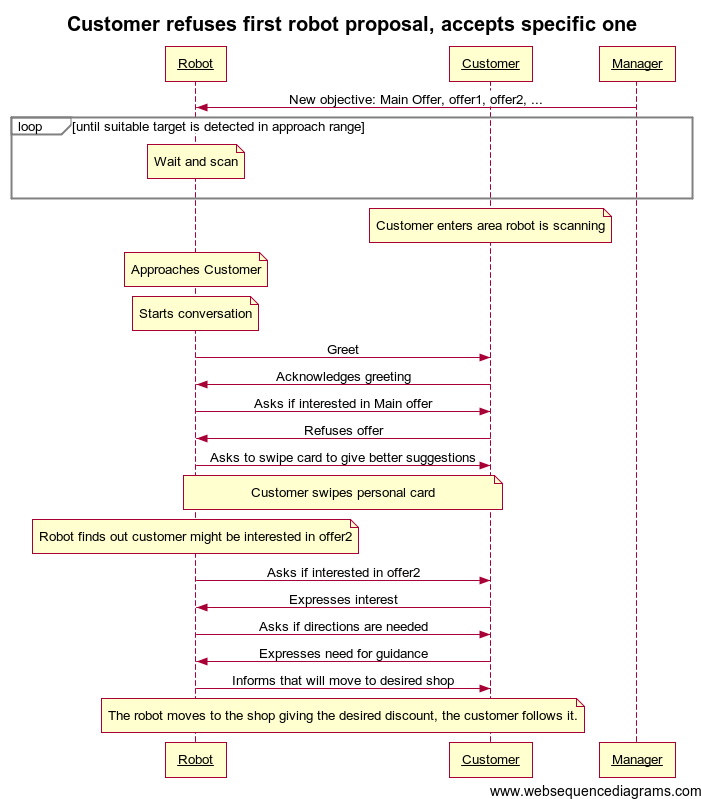 Customer refuses first robot proposal, accepts specific one
Robot Customer Manager
New objective: Main Offer, offer1, offer2, ...
loop [until suitable target is detected in approach range]
Wait and scan
Customer enters area robot is scanning
Approaches Customer
Starts conversation
Greet
Acknowledges greeting
Asks if interested in Main offer
Refuses offer
Asks to swipe card to give better suggestions
Customer swipes personal card
Robot finds out customer might be interested in offer2
Asks if interested in offer2
Expresses interest
Asks if directions are needed
Expresses need for guidance
Informs that will move to desired shop
The robot moves to the shop giving the desired discount, the customer follows it.
Robot Customer Manager
www.websequencediagrams.com